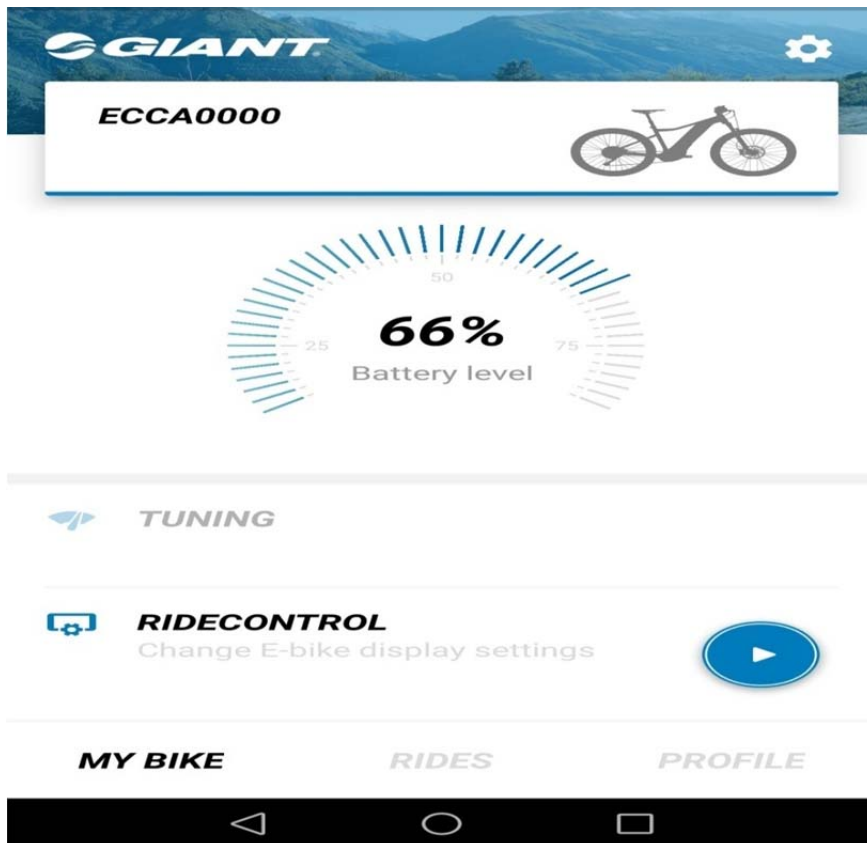 GIANT
ECCA0000
50
66%
25
75
Battery level
TUNING
RIDECONTROL
Change E-bike display settings
MY BIKE RIDES PROFILE